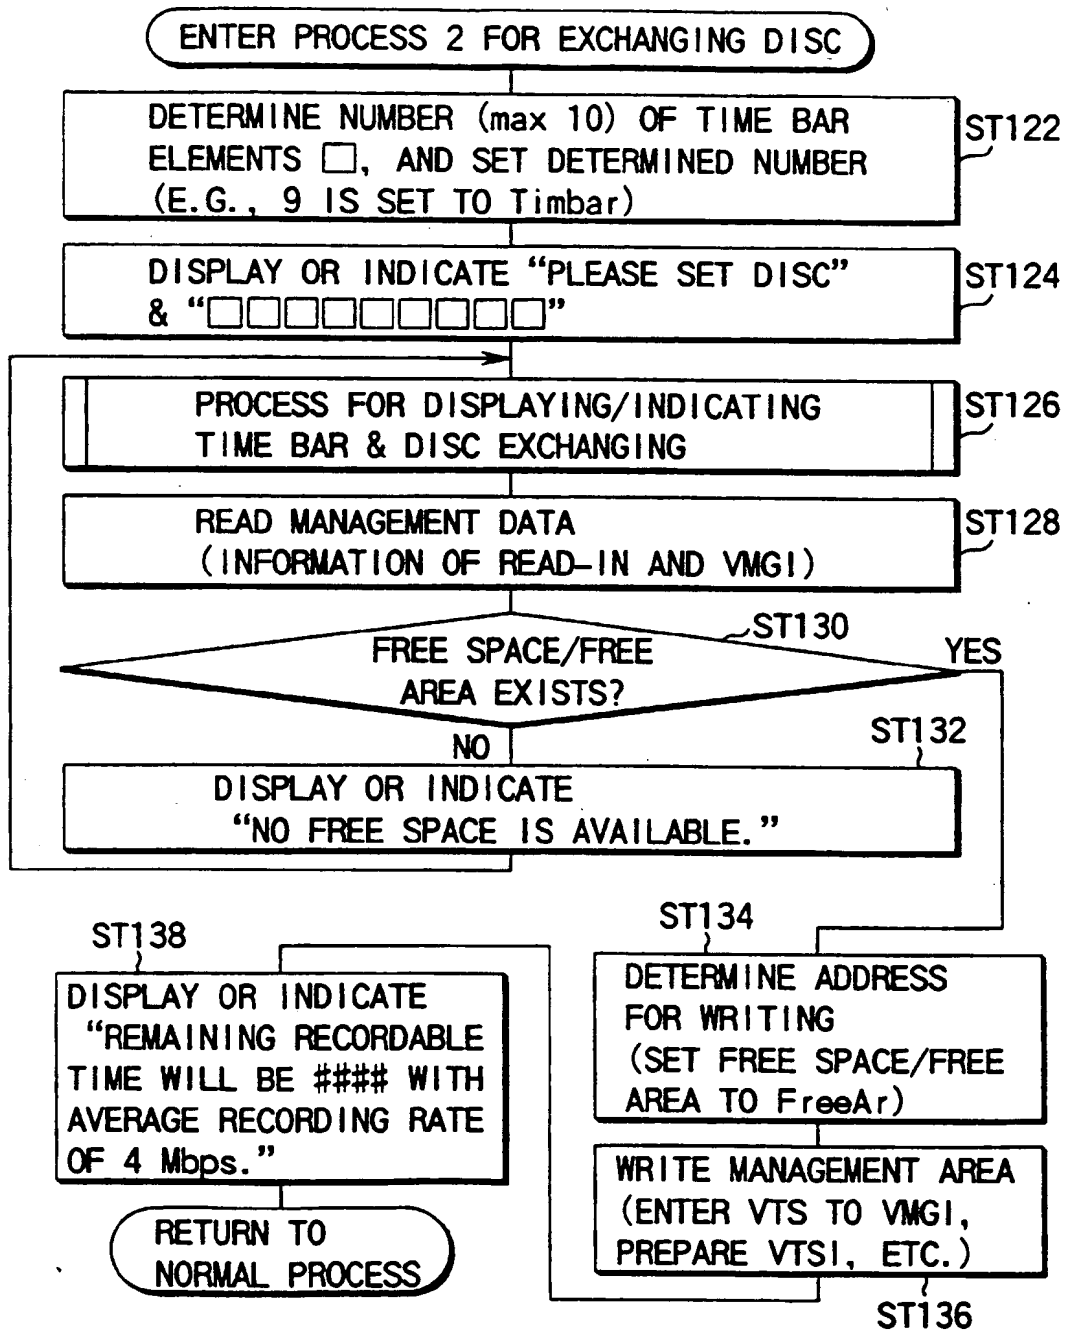 ENTER PROCESS 2 FOR EXCHANGING DISC
DETERMINE NUMBER (max 10) OF TIME BAR
ELEMENTS □, AND SET DETERMINED NUMBER
(E.G., 9 IS SET TO Timbar)
ST122
DISPLAY OR INDICATE “PLEASE SET DISC”
& “□□□□□□□□□”
ST124
PROCESS FOR DISPLAYING/INDICATING
TIME BAR & DISC EXCHANGING
ST126
READ MANAGEMENT DATA
(INFORMATION OF READ-IN AND VMGI)
ST128
ST130
FREE SPACE/FREE
AREA EXISTS?
YES
NO
ST132
DISPLAY OR INDICATE
“NO FREE SPACE IS AVAILABLE.”
ST134
DETERMINE ADDRESS
FOR WRITING
(SET FREE SPACE/FREE
AREA TO FreeAr)
WRITE MANAGEMENT AREA
(ENTER VTS TO VMGI,
PREPARE VTSI, ETC.)
ST136
ST138
DISPLAY OR INDICATE
“REMAINING RECORDABLE
TIME WILL BE #### WITH
AVERAGE RECORDING RATE
OF 4 Mbps.”
RETURN TO
NORMAL PROCESS